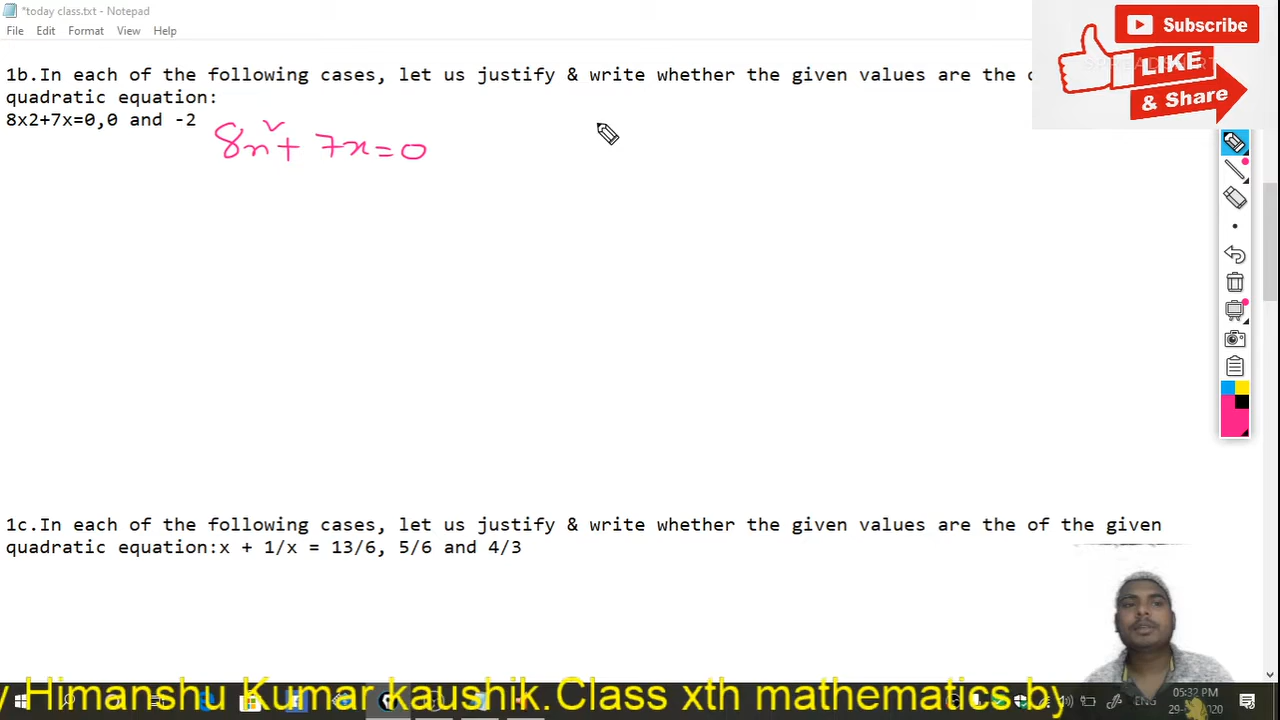 *today class.txt - Notepad
File Edit Format View Help
Subscribe
LIKE
& Share
1b.In each of the following cases, let us justify & write whether the given values are the
quadratic equation:
8x2+7x=0,0 and -2
8x² + 7x = 0
1c.In each of the following cases, let us justify & write whether the given values are the of the given
quadratic equation:x + 1/x = 13/6, 5/6 and 4/3
y Himanshu Kumar kaushik.Class xth mathematics by
ENG
05:32 PM